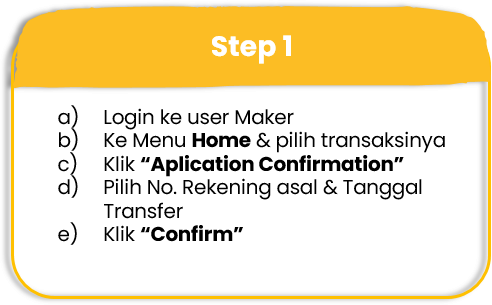 Step 1
a) Login ke user Maker
b) Ke Menu Home & pilih transaksinya
c) Klik “Aplication Confirmation”
d) Pilih No. Rekening asal & Tanggal
Transfer
e) Klik “Confirm”